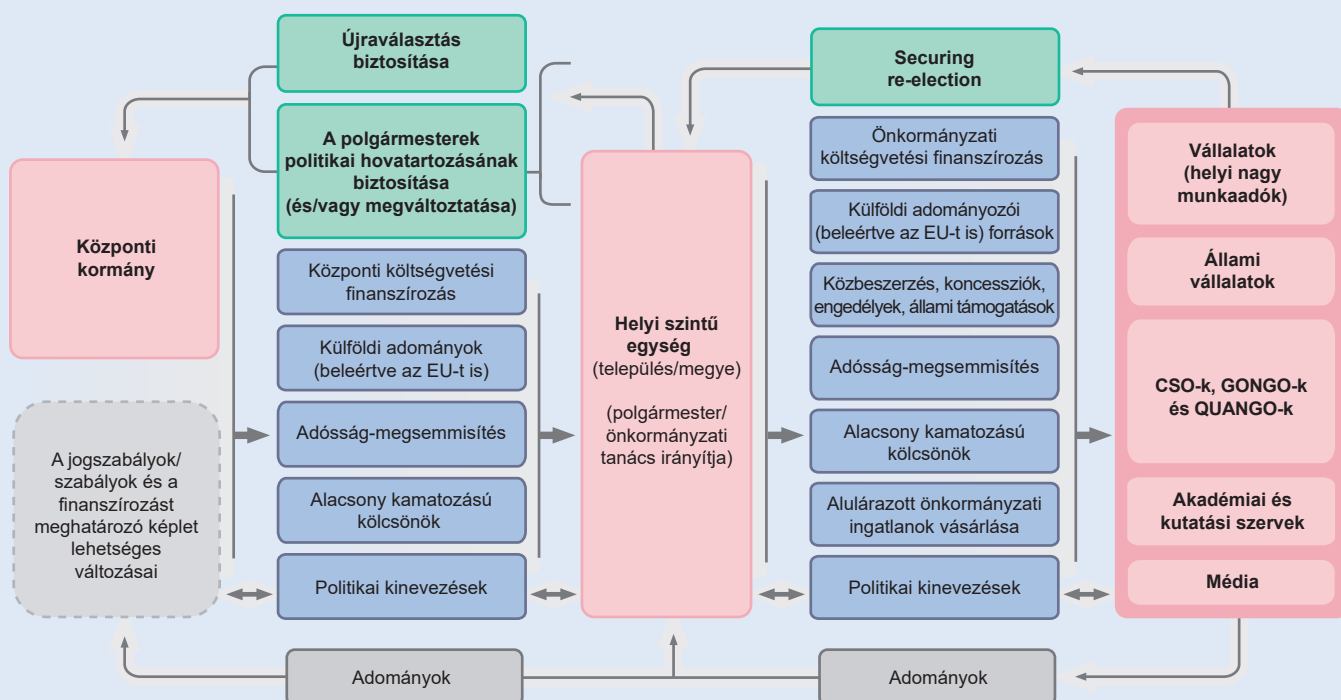 Központi
kormány
A jogszabályok/
szabályok és a
finanszírozást
meghatározó képlet
lehetséges
változásai
Újraválasztás
biztosítása
A polgármesterek
politikai hovatartozásának
biztosítása
(és/vagy megváltoztatása)
Központi költségvetési
finanszírozás
Külföldi adományok
(beleértve az EU-t is)
Adósság-megsemmisítés
Alacsony kamatozású
kölcsönök
Politikai kinevezések
Adományok
Helyi szintű
egység
(település/megye)
(polgármester/
önkormányzati
tanács irányítja)
Securing
re-election
Önkormányzati
költségvetési finanszírozás
Külföldi adományozói
(beleértve az EU-t is) források
Közbeszerzés, koncessziók,
engedélyek, állami támogatások
Adósság-megsemmisítés
Alacsony kamatozású
kölcsönök
Alulárazott önkormányzati
ingatlanok vásárlása
Politikai kinevezések
Adományok
Vállalatok
(helyi nagy
munkaadók)
Állami
vállalatok
CSO-k, GONGO-k
és QUANGO-k
Akadémiai és
kutatási szervek
Média